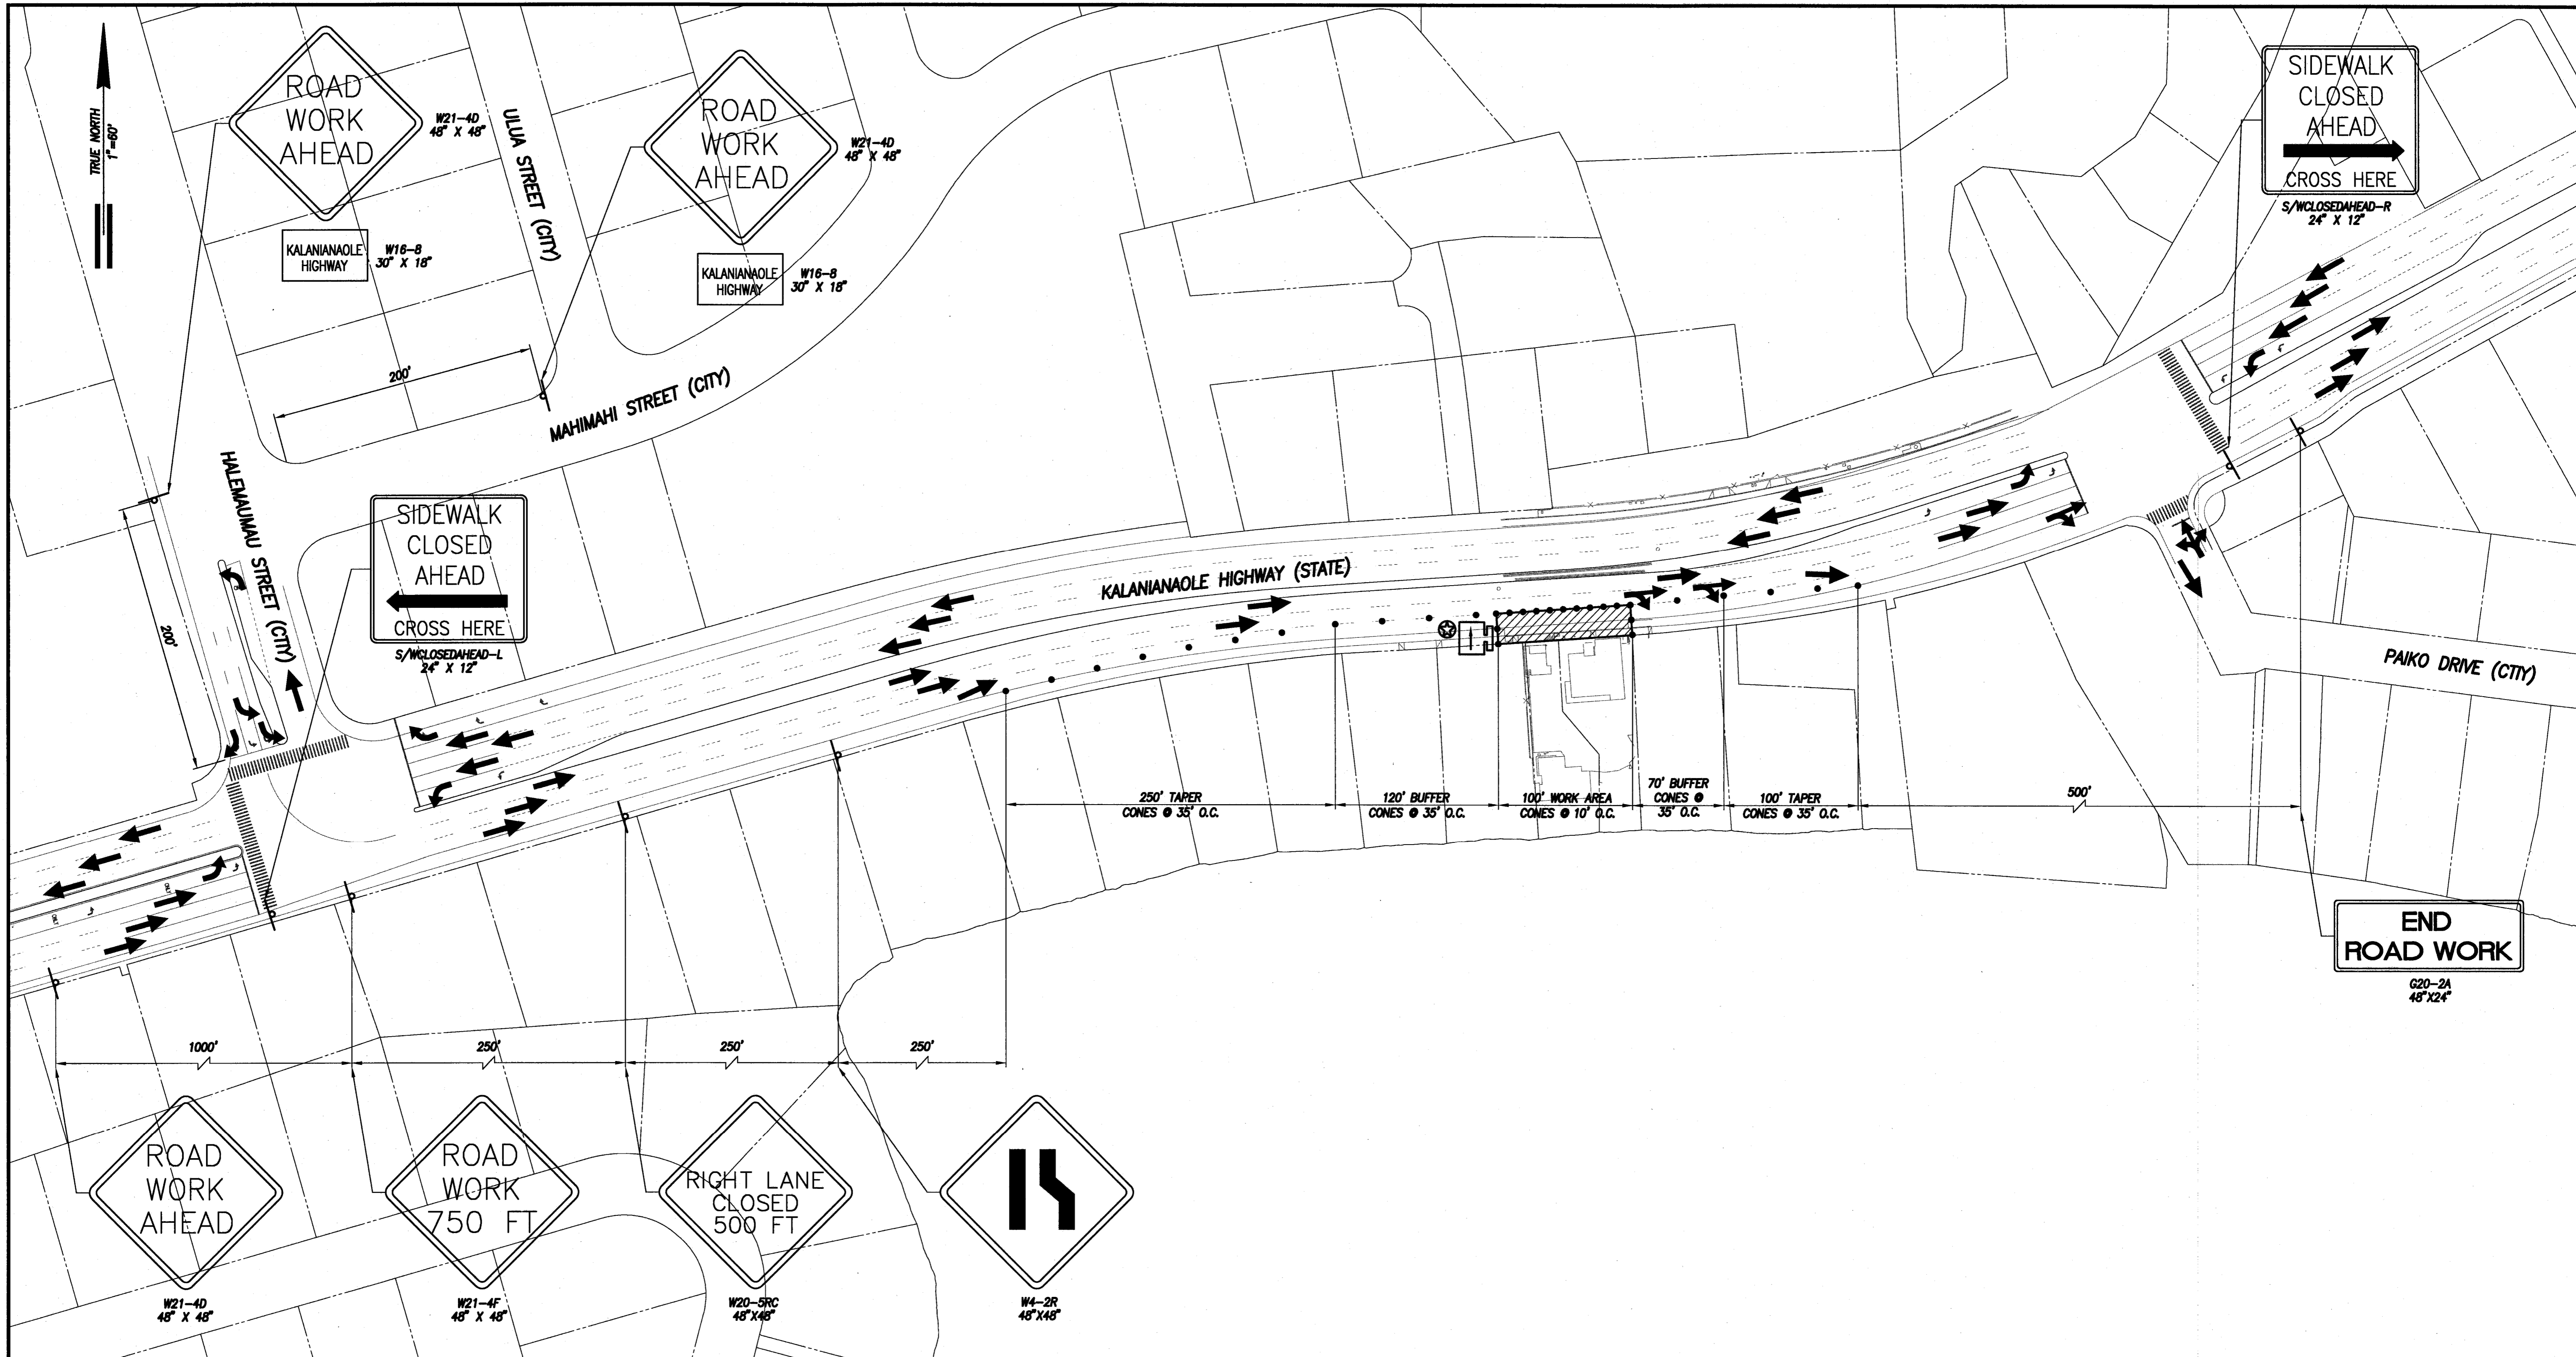 TRUE NORTH
1"=60'
ROAD
WORK
AHEAD
W21-4D
48" X 48"
KALANIANAOLE
HIGHWAY
W16-8
30" X 18"
ULUA STREET (CITY)
ROAD
WORK
AHEAD
W21-4D
48" X 48"
KALANIANAOLE
HIGHWAY
W16-8
30" X 18"
SIDEWALK
CLOSED
AHEAD
CROSS HERE
S/WCLOSEDAHEAD-R
24" X 12"
200'
MAHIMAHI STREET (CITY)
HALEMAUMAU STREET (CITY)
200'
SIDEWALK
CLOSED
AHEAD
CROSS HERE
S/WCLOSEDAHEAD-L
24" X 12"
KALANIANAOLE HIGHWAY (STATE)
PAIKO DRIVE (CITY)
250' TAPER
CONES @ 35' O.C.
120' BUFFER
CONES @ 35' O.C.
100' WORK AREA
CONES @ 10' O.C.
70' BUFFER
CONES @
35' O.C.
100' TAPER
CONES @ 35' O.C.
500'
END
ROAD WORK
G20-2A
48"X24"
1000'
250'
250'
250'
ROAD
WORK
AHEAD
W21-4D
48" X 48"
ROAD
WORK
750 FT
W21-4F
48" X 48"
RIGHT LANE
CLOSED
500 FT
W20-5RC
48"X48"
W4-2R
48"X48"